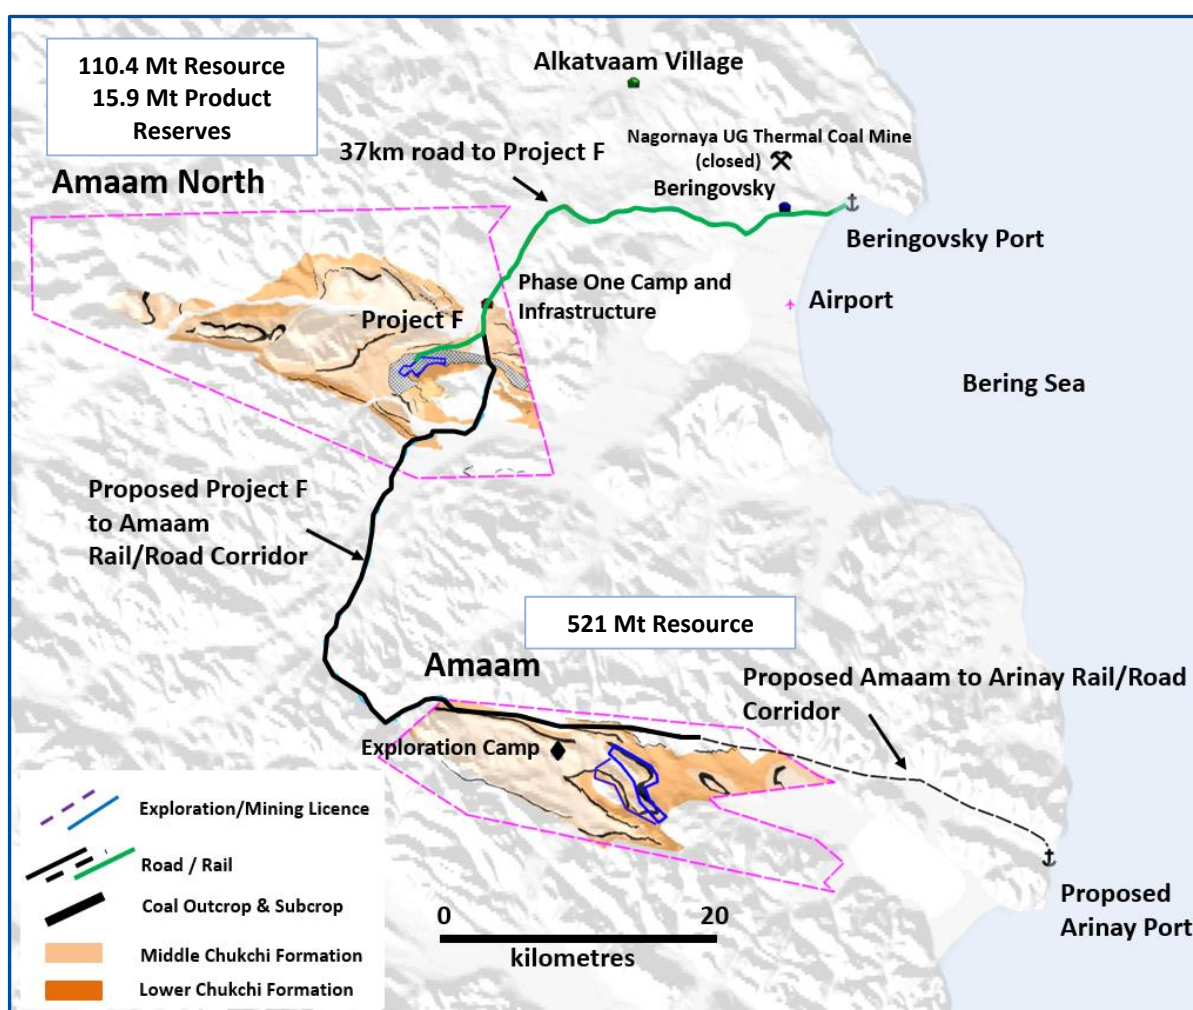 110.4 Mt Resource
15.9 Mt Product
Reserves
Alkatvaam Village
37km road to Project F
Nagornaya UG Thermal Coal Mine
(closed)
Beringovsky
Amaam North
Beringovsky Port
Phase One Camp and
Infrastructure
Airport
Project F
Bering Sea
Proposed Project F
to Amaam
Rail/Road Corridor
521 Mt Resource
Amaam
Proposed Amaam to Arinay Rail/Road
Corridor
Exploration Camp
Exploration/Mining Licence
Road / Rail
Coal Outcrop & Subcrop
Middle Chukchi Formation
Lower Chukchi Formation
0 20
kilometres
Proposed
Arinay Port